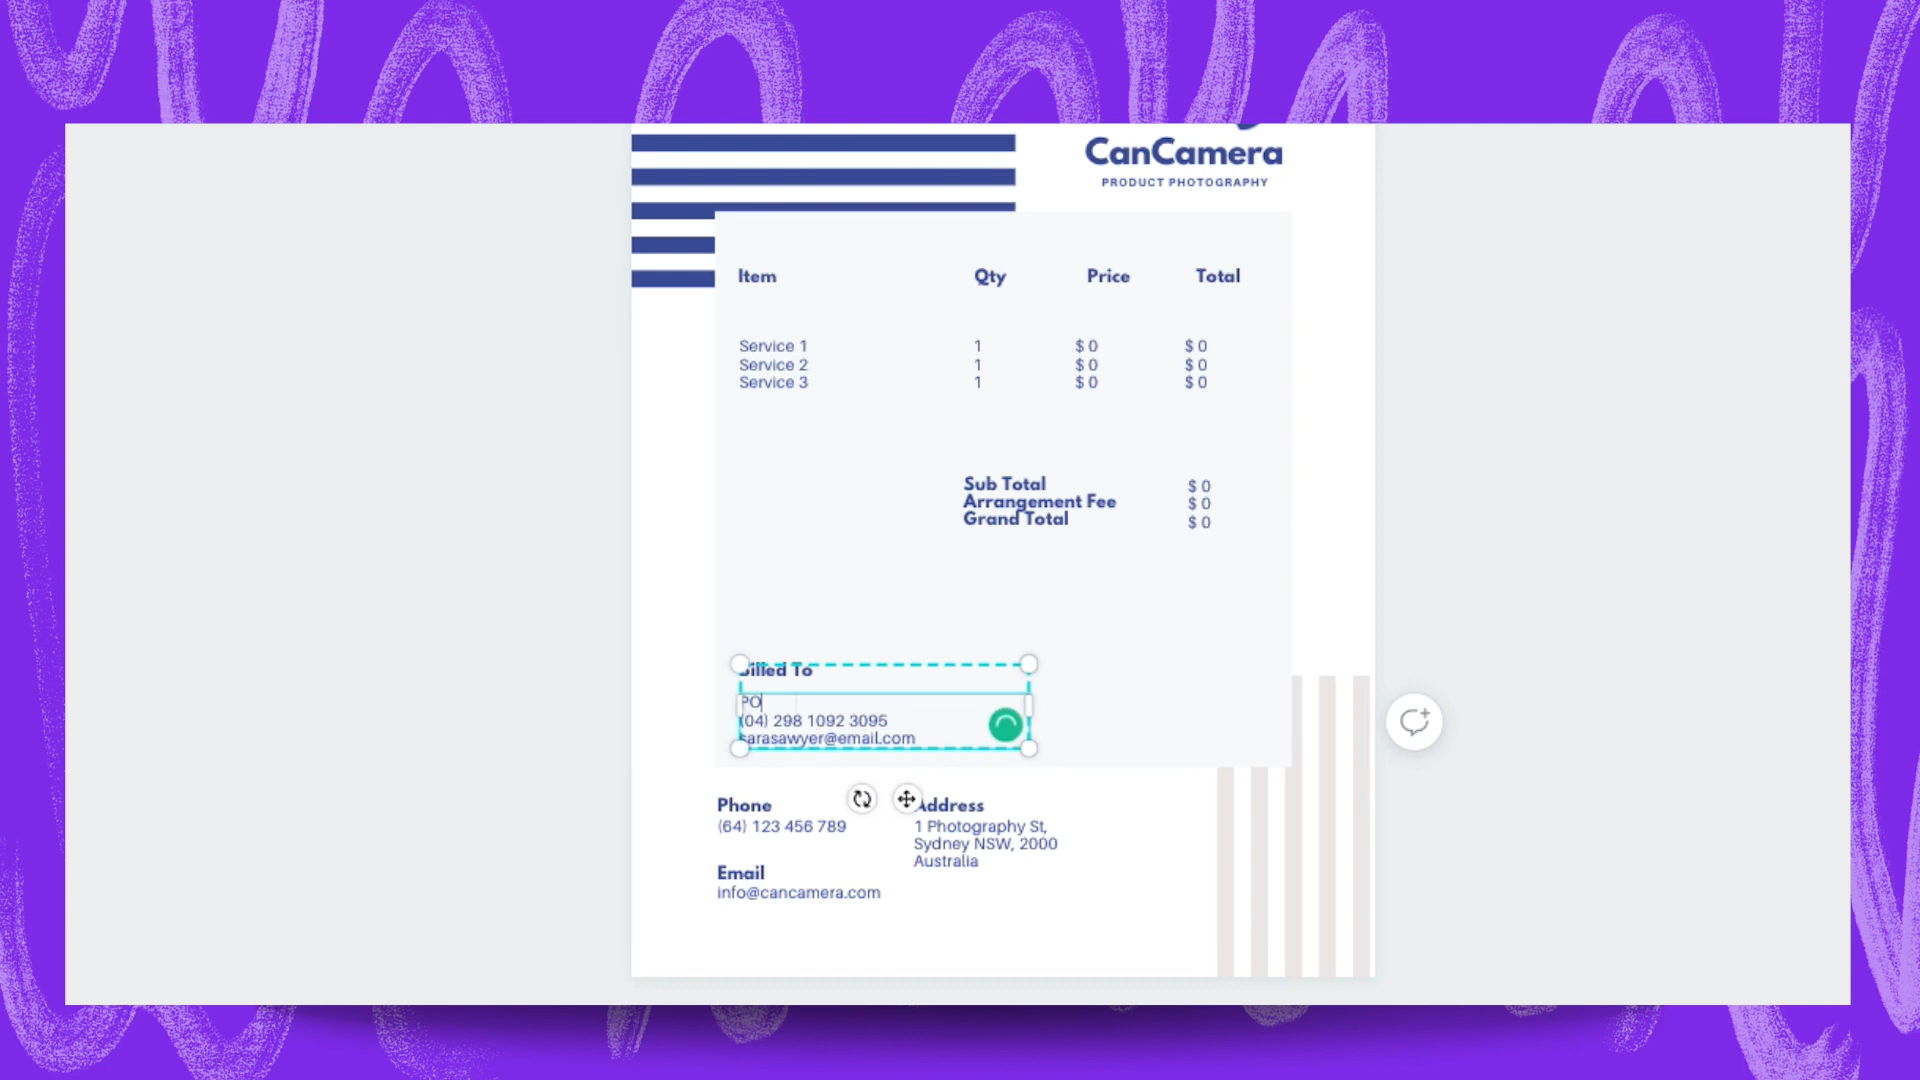 CanCamera
PRODUCT PHOTOGRAPHY
Item Qty Price Total
Service 1 1 $ 0 $ 0
Service 2 1 $ 0 $ 0
Service 3 1 $ 0 $ 0
Sub Total $ 0
Arrangement Fee $ 0
Grand Total $ 0
Billed To
PO
(04) 298 1092 3095
sarasawyer@email.com
Phone
(64) 123 456 789
Email
info@cancamera.com
Address
1 Photography St,
Sydney NSW, 2000
Australia